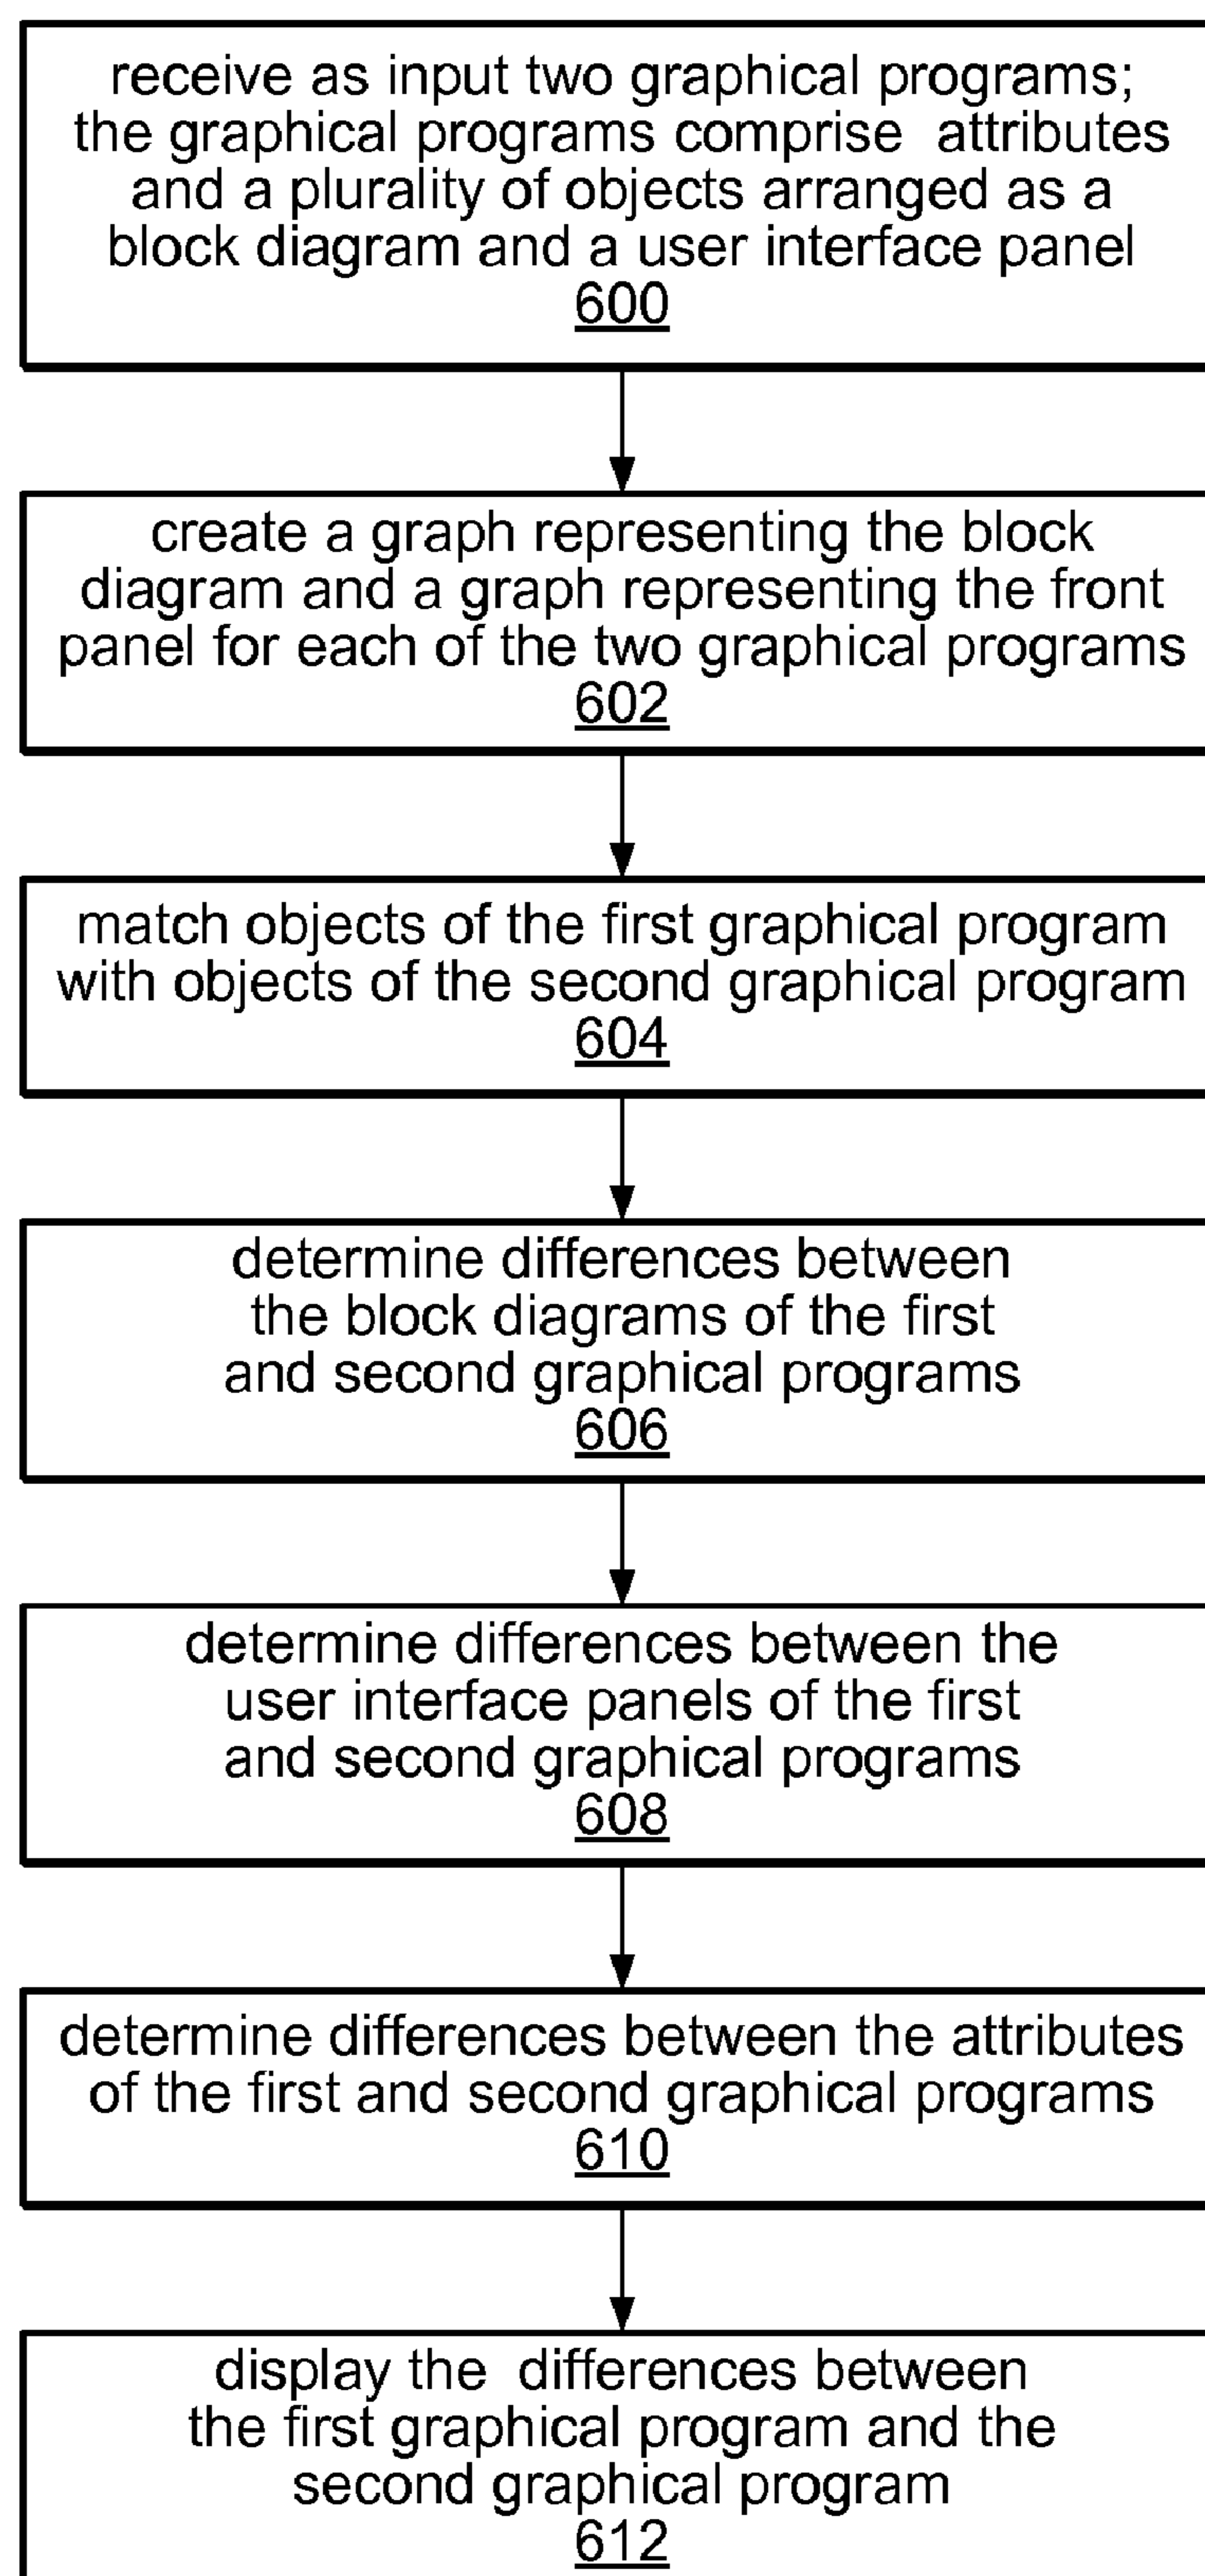 receive as input two graphical programs;
the graphical programs comprise attributes
and a plurality of objects arranged as a
block diagram and a user interface panel
600
create a graph representing the block
diagram and a graph representing the front
panel for each of the two graphical programs
602
match objects of the first graphical program
with objects of the second graphical program
604
determine differences between
the block diagrams of the first
and second graphical programs
606
determine differences between the
user interface panels of the first
and second graphical programs
608
determine differences between the attributes
of the first and second graphical programs
610
display the differences between
the first graphical program and the
second graphical program
612